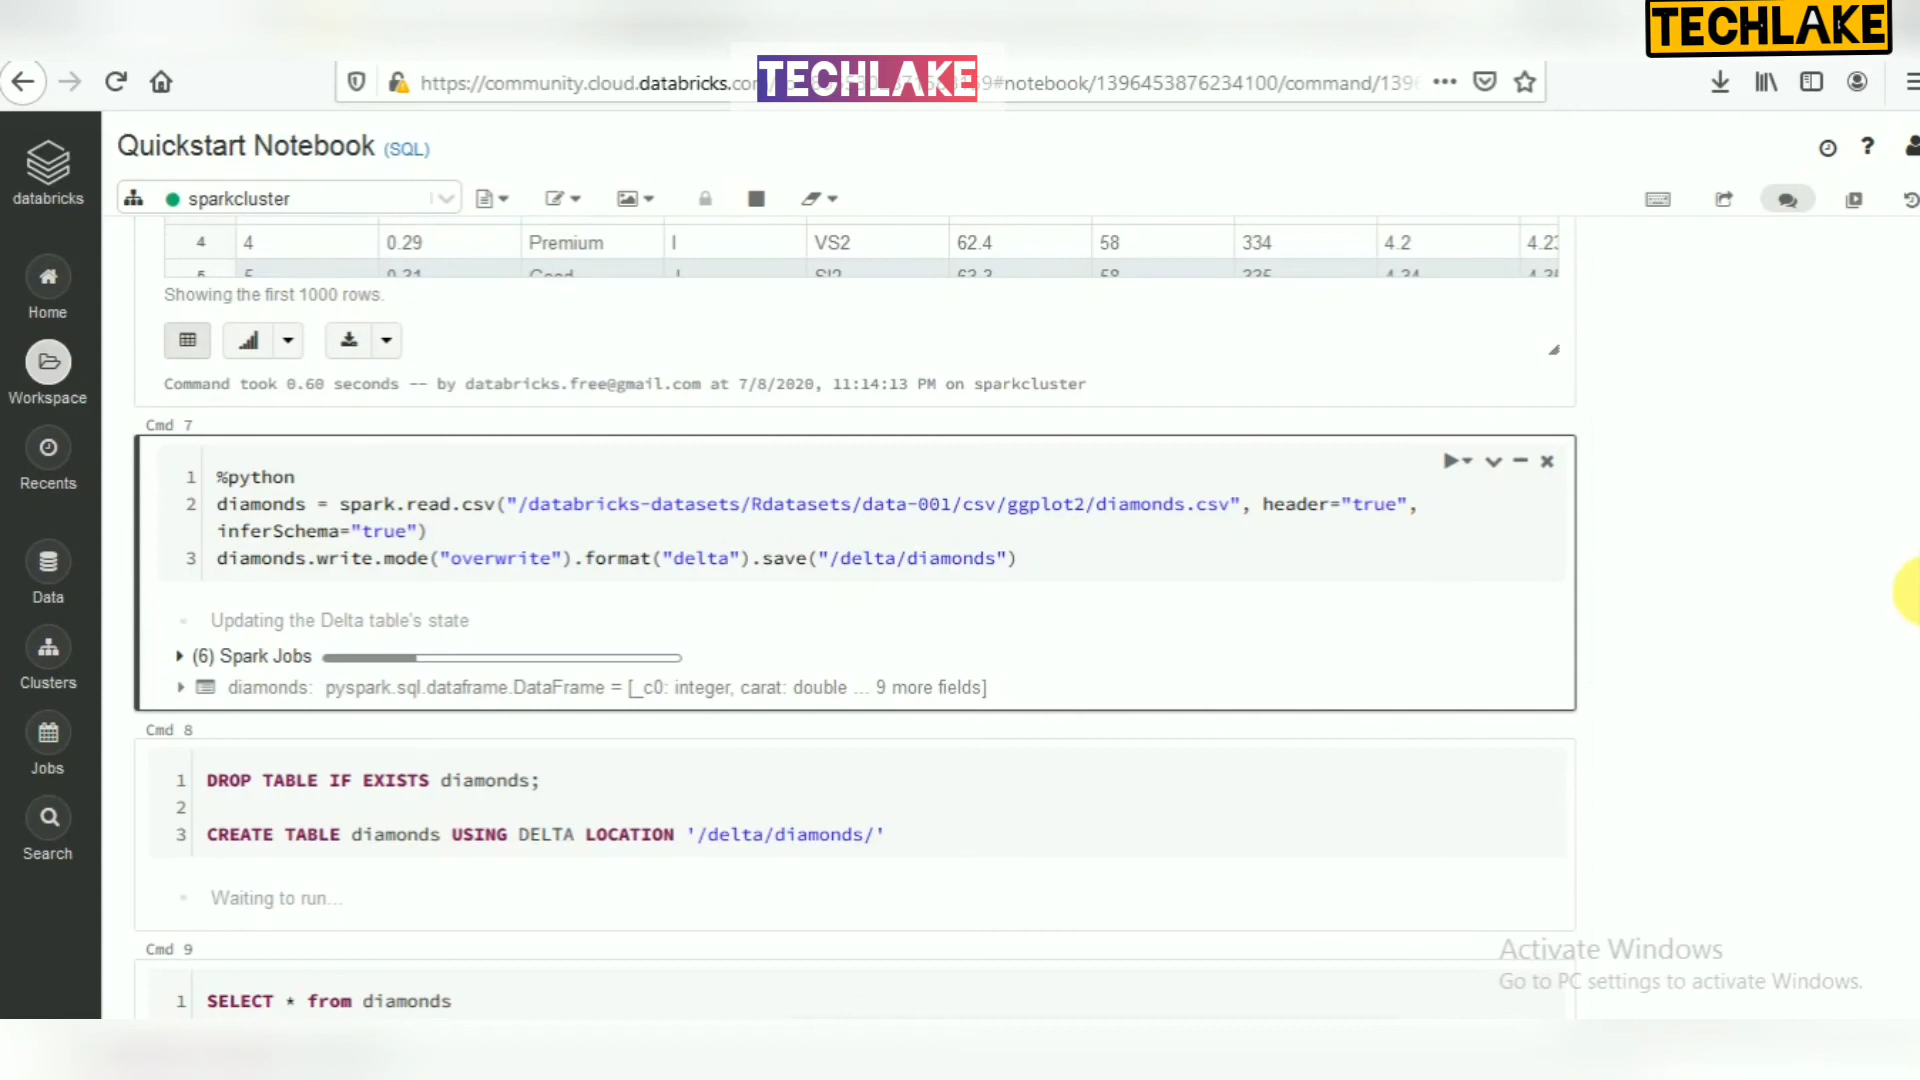 TECHLAKE
TECHLAKE
https://community.cloud.databricks.co
9#notebook/1396453876234100/command/139
databricks
Home
Workspace
Recents
Data
Clusters
Jobs
Search
Quickstart Notebook (SQL)
sparkcluster
4 4 0.29 Premium I VS2 62.4 58 334 4.2 4.23
Showing the first 1000 rows.
Command took 0.60 seconds -- by databricks.free@gmail.com at 7/8/2020, 11:14:13 PM on sparkcluster
Cmd 7
1 %python
2 diamonds = spark.read.csv("/databricks-datasets/Rdatasets/data-001/csv/ggplot2/diamonds.csv", header="true",
inferSchema="true")
3 diamonds.write.mode("overwrite").format("delta").save("/delta/diamonds")
Updating the Delta table's state
(6) Spark Jobs
diamonds: pyspark.sql.dataframe.DataFrame = [_c0: integer, carat: double ... 9 more fields]
Cmd 8
1 DROP TABLE IF EXISTS diamonds;
2
3 CREATE TABLE diamonds USING DELTA LOCATION '/delta/diamonds/'
Waiting to run...
Cmd 9
1 SELECT * from diamonds
Activate Windows
Go to PC settings to activate Windows.